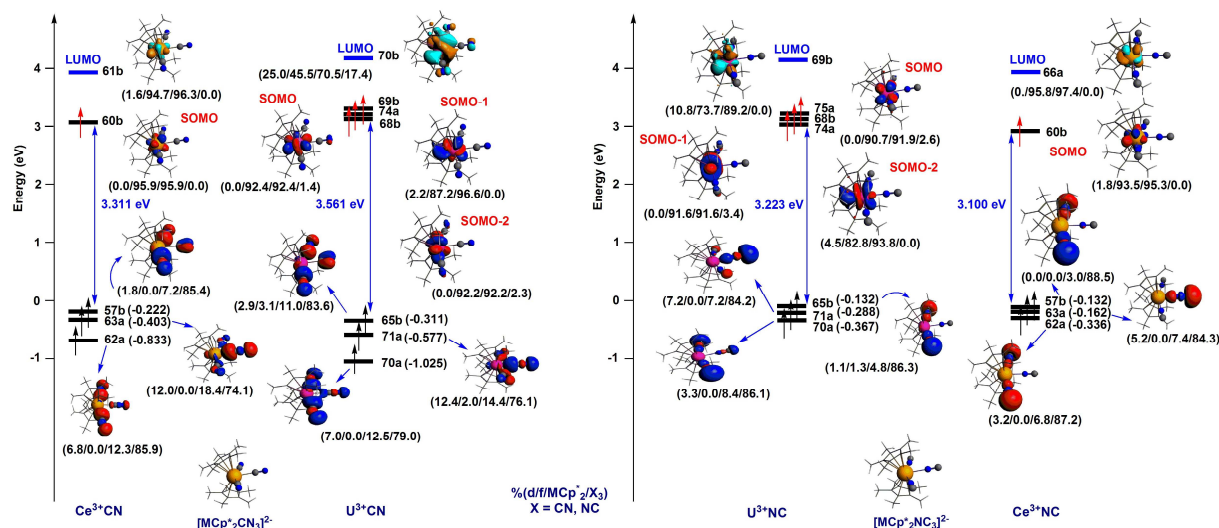 LUMO
61b
(1.6/94.7/96.3/0.0)
60b
SOMO
(0.0/95.9/95.9/0.0)
3.311 eV
(1.8/0.0/7.2/85.4)
57b (-0.222)
63a (-0.403)
62a (-0.833)
(12.0/0.0/18.4/74.1)
(6.8/0.0/12.3/85.9)
Ce3+CN
[MCp*2CN3]2-
Energy (eV)
4
3
2
1
0
-1
LUMO
70b
(25.0/45.5/70.5/17.4)
SOMO
69b
74a
68b
SOMO-1
(0.0/92.4/92.4/1.4)
(2.2/87.2/96.6/0.0)
3.561 eV
SOMO-2
(0.0/92.2/92.2/2.3)
(2.9/3.1/11.0/83.6)
65b (-0.311)
71a (-0.577)
70a (-1.025)
(12.4/2.0/14.4/76.1)
(7.0/0.0/12.5/79.0)
U3+CN
%(d/f/MCp*2/X3)
X = CN, NC
Energy (eV)
4
3
2
1
0
-1
LUMO
69b
(10.8/73.7/89.2/0.0)
SOMO
75a
68b
74a
(0.0/90.7/91.9/2.6)
SOMO-1
(0.0/91.6/91.6/3.4)
SOMO-2
(4.5/82.8/93.8/0.0)
3.223 eV
(7.2/0.0/7.2/84.2)
65b (-0.132)
71a (-0.288)
70a (-0.367)
(3.3/0.0/8.4/86.1)
(1.1/1.3/4.8/86.3)
U3+NC
[MCp*2NC3]2-
LUMO
66a
(0./95.8/97.4/0.0)
60b
SOMO
(1.8/93.5/95.3/0.0)
3.100 eV
(0.0/0.0/3.0/88.5)
57b (-0.132)
63a (-0.162)
62a (-0.336)
(5.2/0.0/7.4/84.3)
(3.2/0.0/6.8/87.2)
Ce3+NC